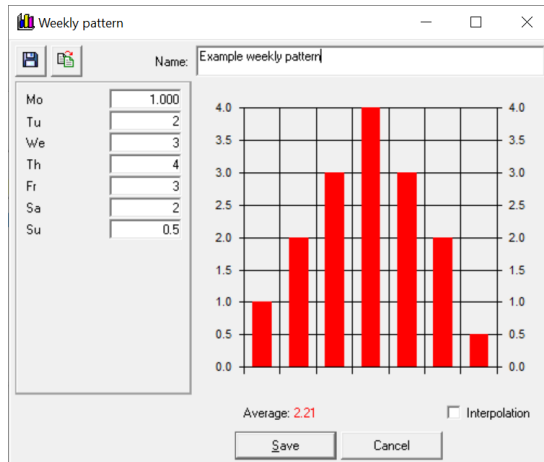 Weekly pattern
Name: Example weekly pattern
Mo 1.000
Tu 2
We 3
Th 4
Fr 3
Sa 2
Su 0.5
4.0 4.0
3.5 3.5
3.0 3.0
2.5 2.5
2.0 2.0
1.5 1.5
1.0 1.0
0.5 0.5
0.0 0.0
Average: 2.21 Interpolation
Save Cancel